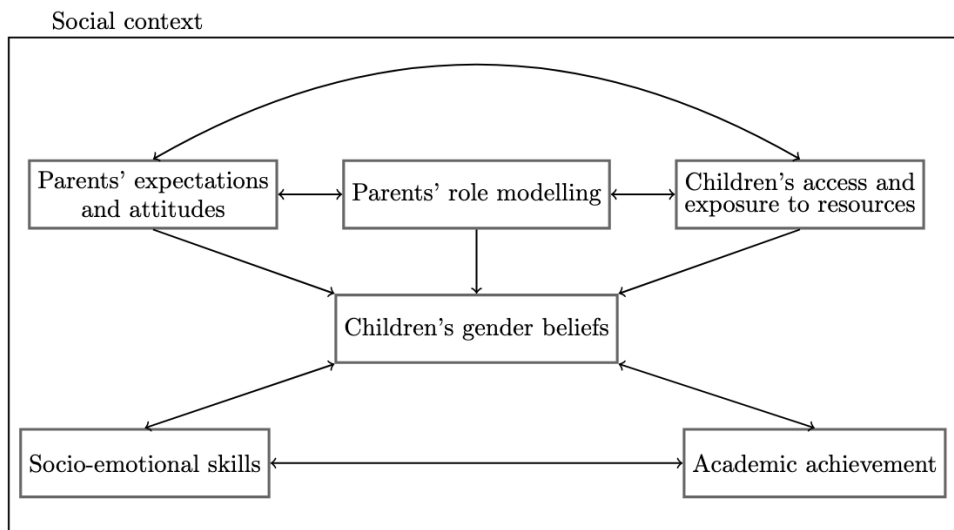 Social context
Parents' expectations
and attitudes
Parents' role modelling
Children's access and
exposure to resources
Children's gender beliefs
Socio-emotional skills
Academic achievement